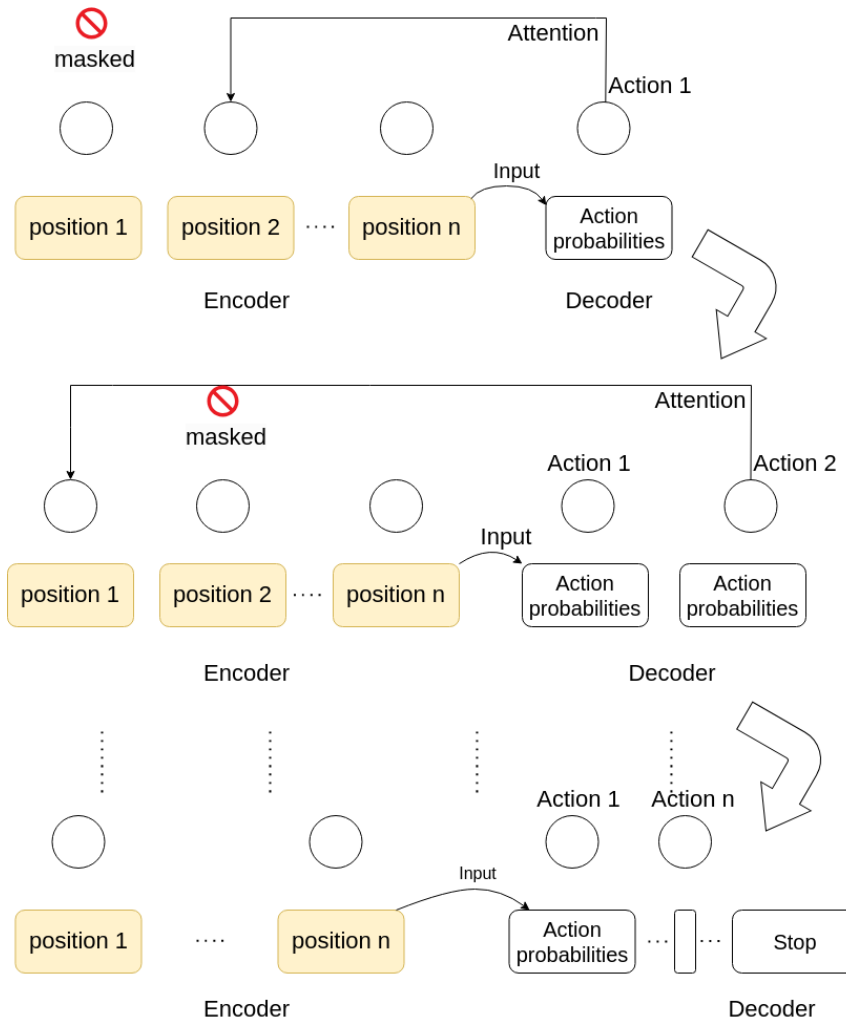 masked
Attention
Action 1
Input
position 1
position 2
....
position n
Action
probabilities
Encoder
Decoder
masked
Attention
Action 1
Action 2
Input
position 1
position 2
....
position n
Action
probabilities
Action
probabilities
Encoder
Decoder
Action 1
Action n
Input
position 1
....
position n
Action
probabilities
...
...
Stop
Encoder
Decoder